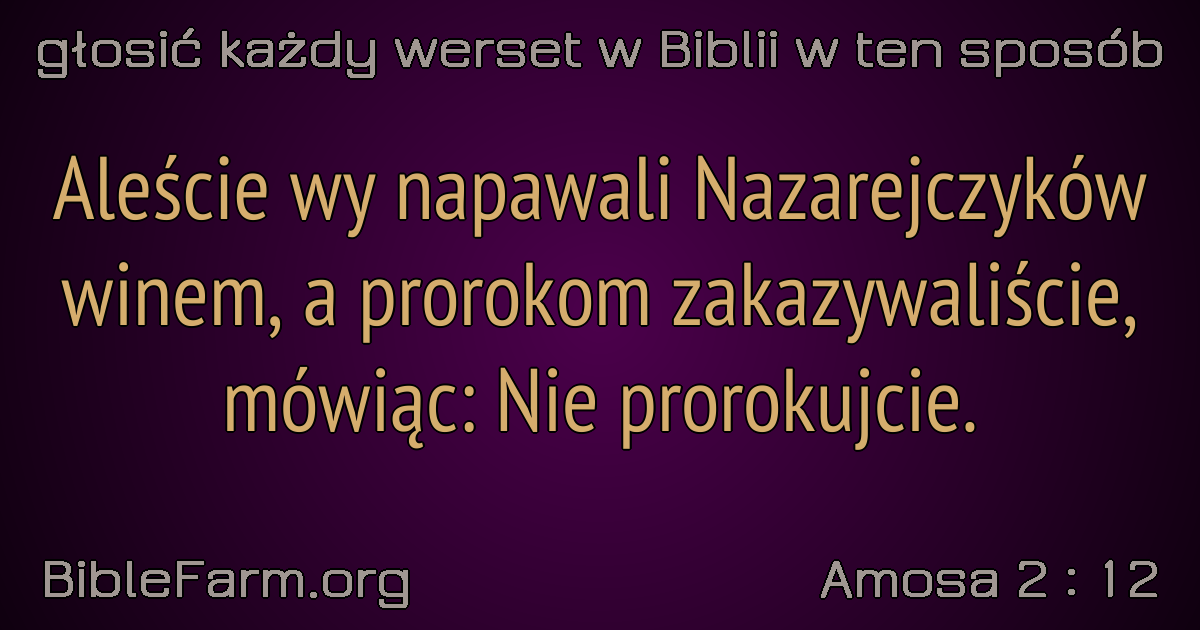 głosić każdy werset w Biblii w ten sposób
Aleście wy napawali Nazarejczyków
winem, a prorokom zakazywaliście,
mówiąc: Nie prorokujcie.
BibleFarm.org
Amosa 2 : 12